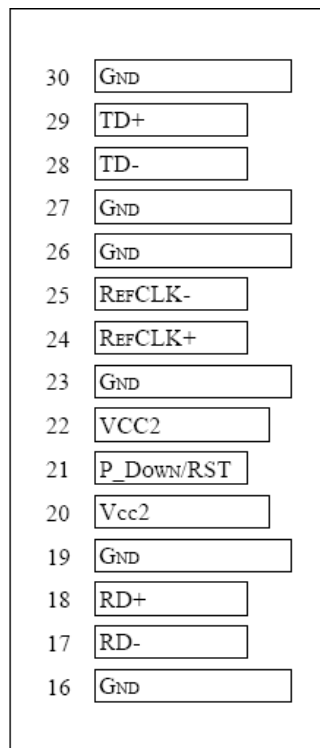 30 GND
29 TD+
28 TD-
27 GND
26 GND
25 REFCLK-
24 REFCLK+
23 GND
22 VCC2
21 P_DOWN/RST
20 Vcc2
19 GND
18 RD+
17 RD-
16 GND